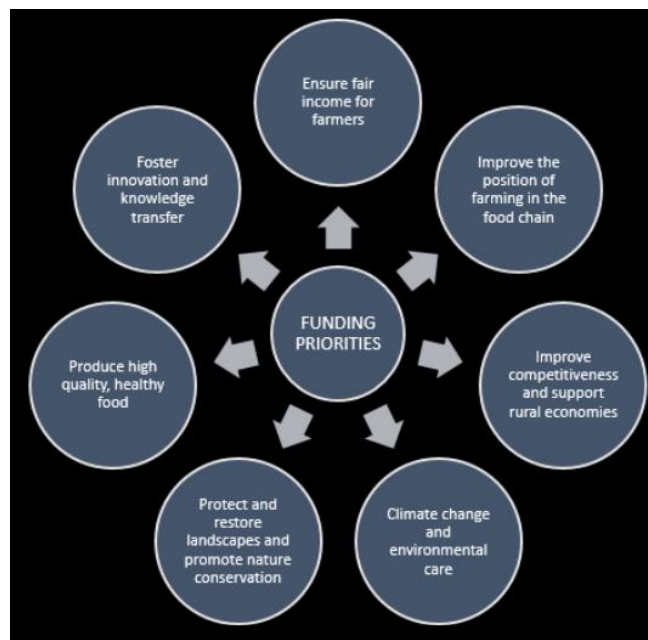 Ensure fair
income for
farmers
Improve the
position of
farming in the
food chain
Improve
competitiveness
and support
rural economies
Climate change
and
environmental
care
Protect and
restore
landscapes and
promote nature
conservation
Produce high
quality, healthy
food
Foster
innovation and
knowledge
transfer
FUNDING
PRIORITIES